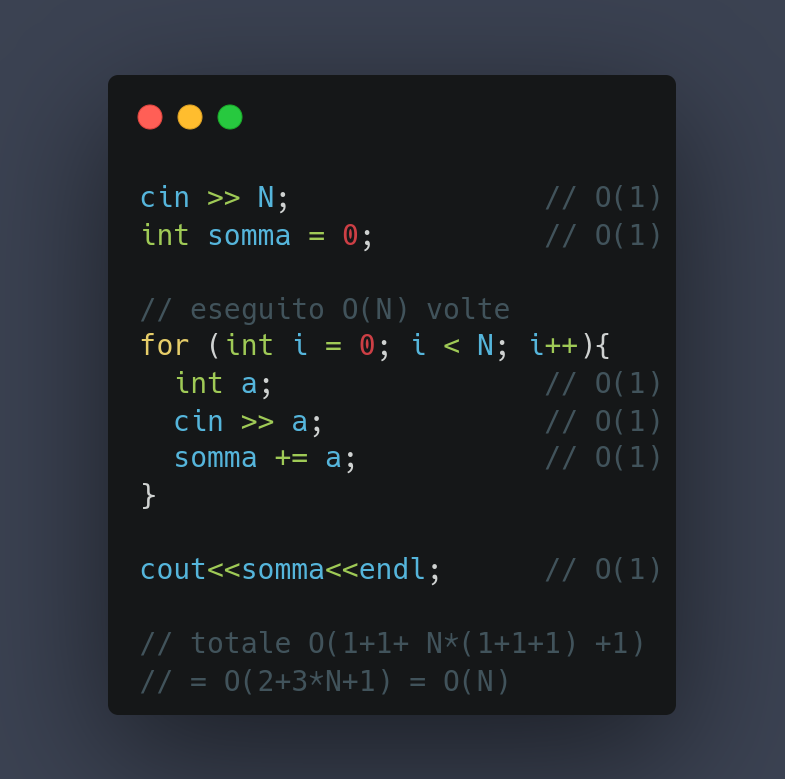 cin >> N;               // O(1)
int somma = 0;          // O(1)

// eseguito O(N) volte
for (int i = 0; i < N; i++){
  int a;                // O(1)
  cin >> a;             // O(1)
  somma += a;           // O(1)
}

cout<<somma<<endl;      // O(1)

// totale O(1+1+ N*(1+1+1) +1)
// = O(2+3*N+1) = O(N)